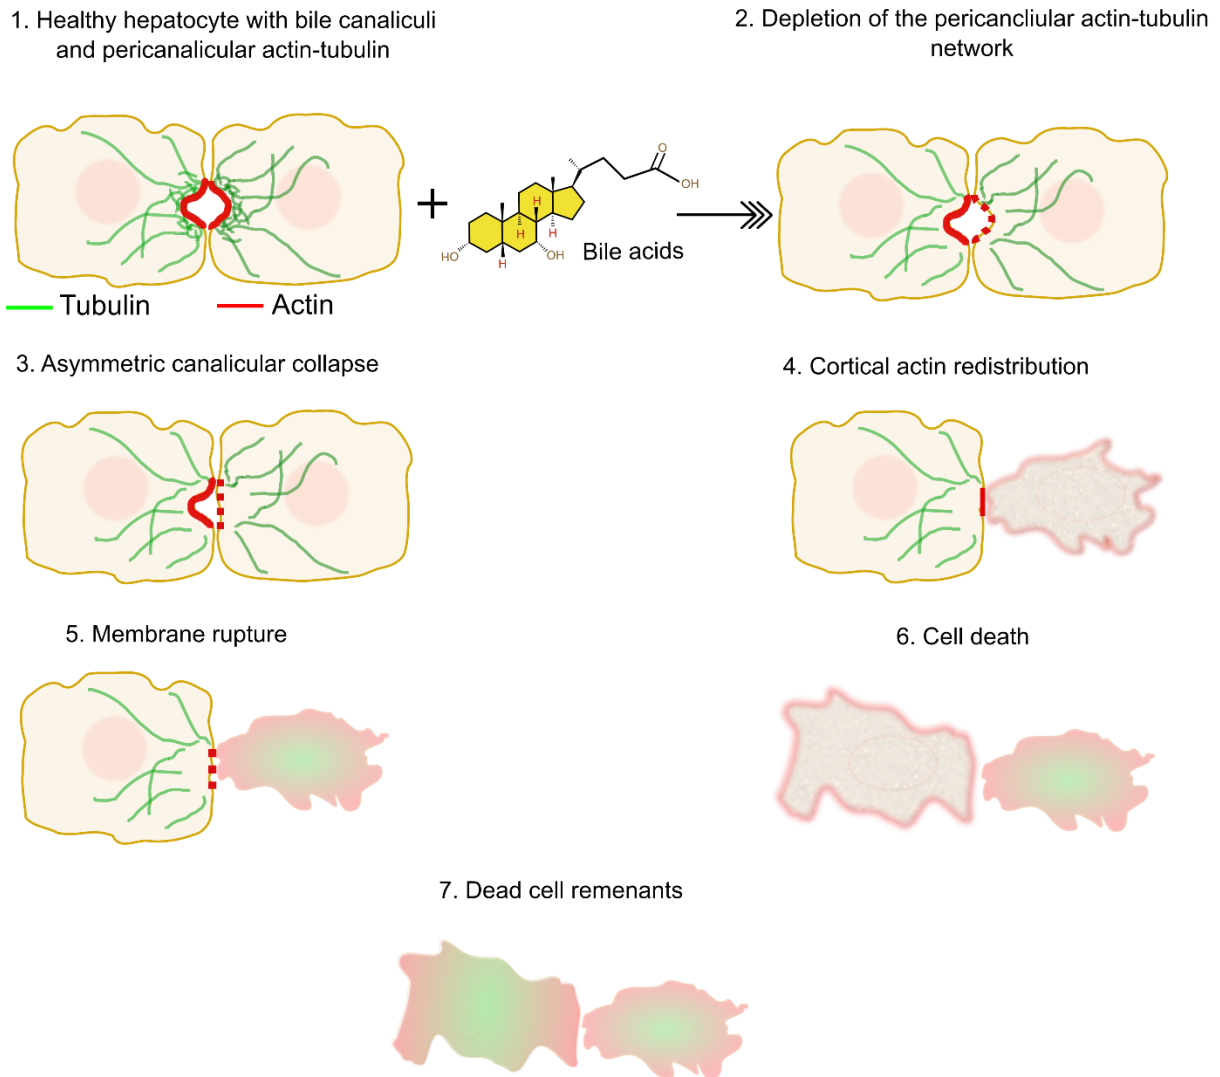 1. Healthy hepatocyte with bile canaliculi
and pericanalicular actin-tubulin
2. Depletion of the pericancliular actin-tubulin
network
O
OH
H
H
H
HO
OH
H
Bile acids
Tubulin
Actin
3. Asymmetric canalicular collapse
4. Cortical actin redistribution
5. Membrane rupture
6. Cell death
7. Dead cell remenants